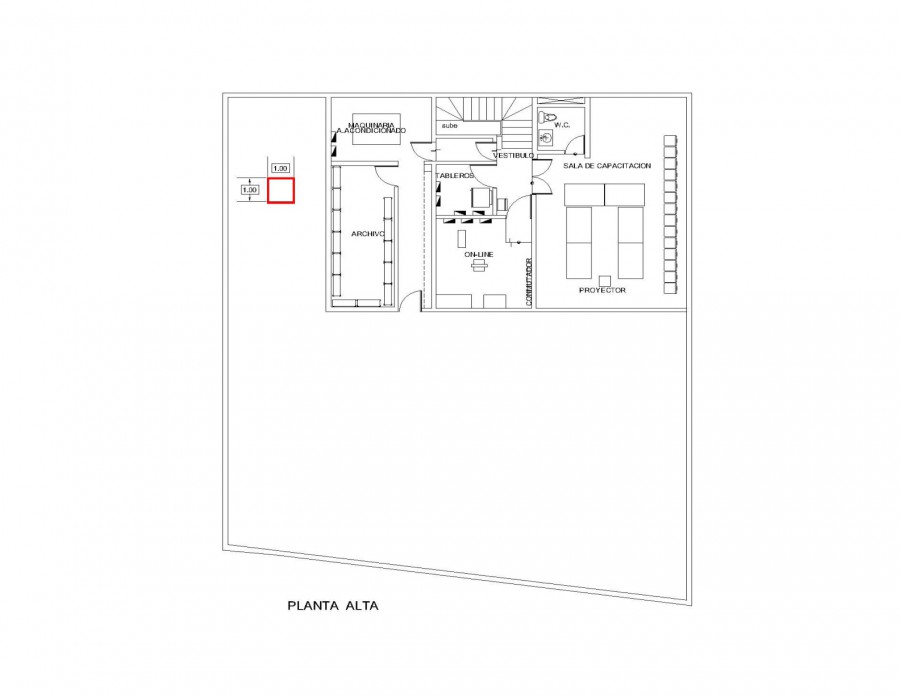 MAQUINARIA
A.ACONDICIONADO
sube
W.C.
VESTIBULO
SALA DE CAPACITACION
1.00
1.00
TABLEROS
ARCHIVO
ON-LINE
CONMUTADOR
PROYECTOR
PLANTA ALTA